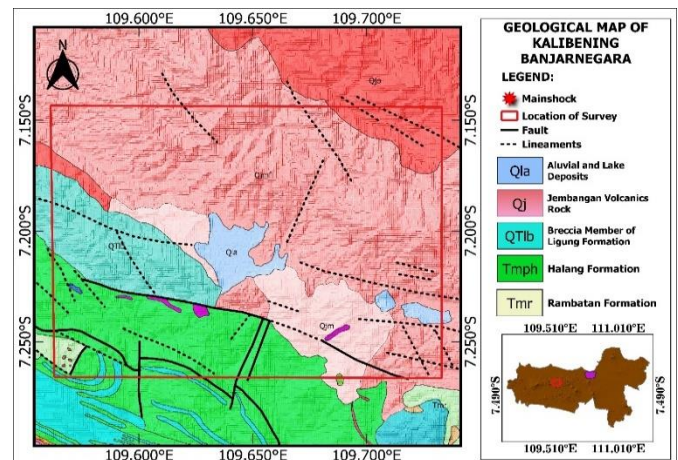 109.600°E 109.650°E 109.700°E
7.150°S
7.200°S
7.250°S
7.150°S
7.200°S
7.250°S
109.600°E 109.650°E 109.700°E
N
Qla
Qjm
GEOLOGICAL MAP OF
KALIBENING
BANJARNEGARA
LEGEND:
Mainshock
Location of Survey
Fault
Lineaments
Qla Aluvial and Lake
Deposits
Qj Jembangan Volcanics
Rock
QTlb Breccia Member of
Ligung Formation
Tmph Halang Formation
Tmr Rambatan Formation
109.510°E 111.010°E
7.490°S
7.490°S
109.510°E 111.010°E